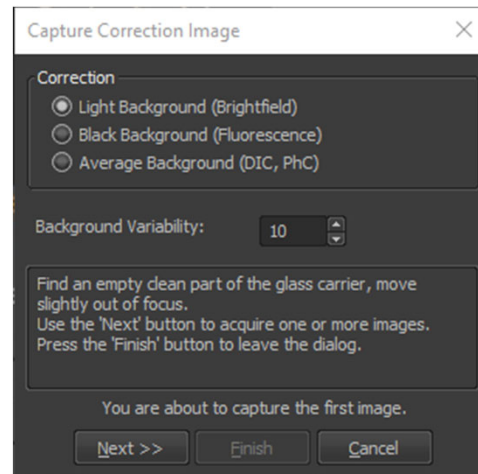 Capture Correction Image
Correction
Light Background (Brightfield)
Black Background (Fluorescence)
Average Background (DIC, PhC)
Background Variability: 10
Find an empty clean part of the glass carrier, move
slightly out of focus.
Use the 'Next' button to acquire one or more images.
Press the 'Finish' button to leave the dialog.
You are about to capture the first image.
Next >> Finish Cancel